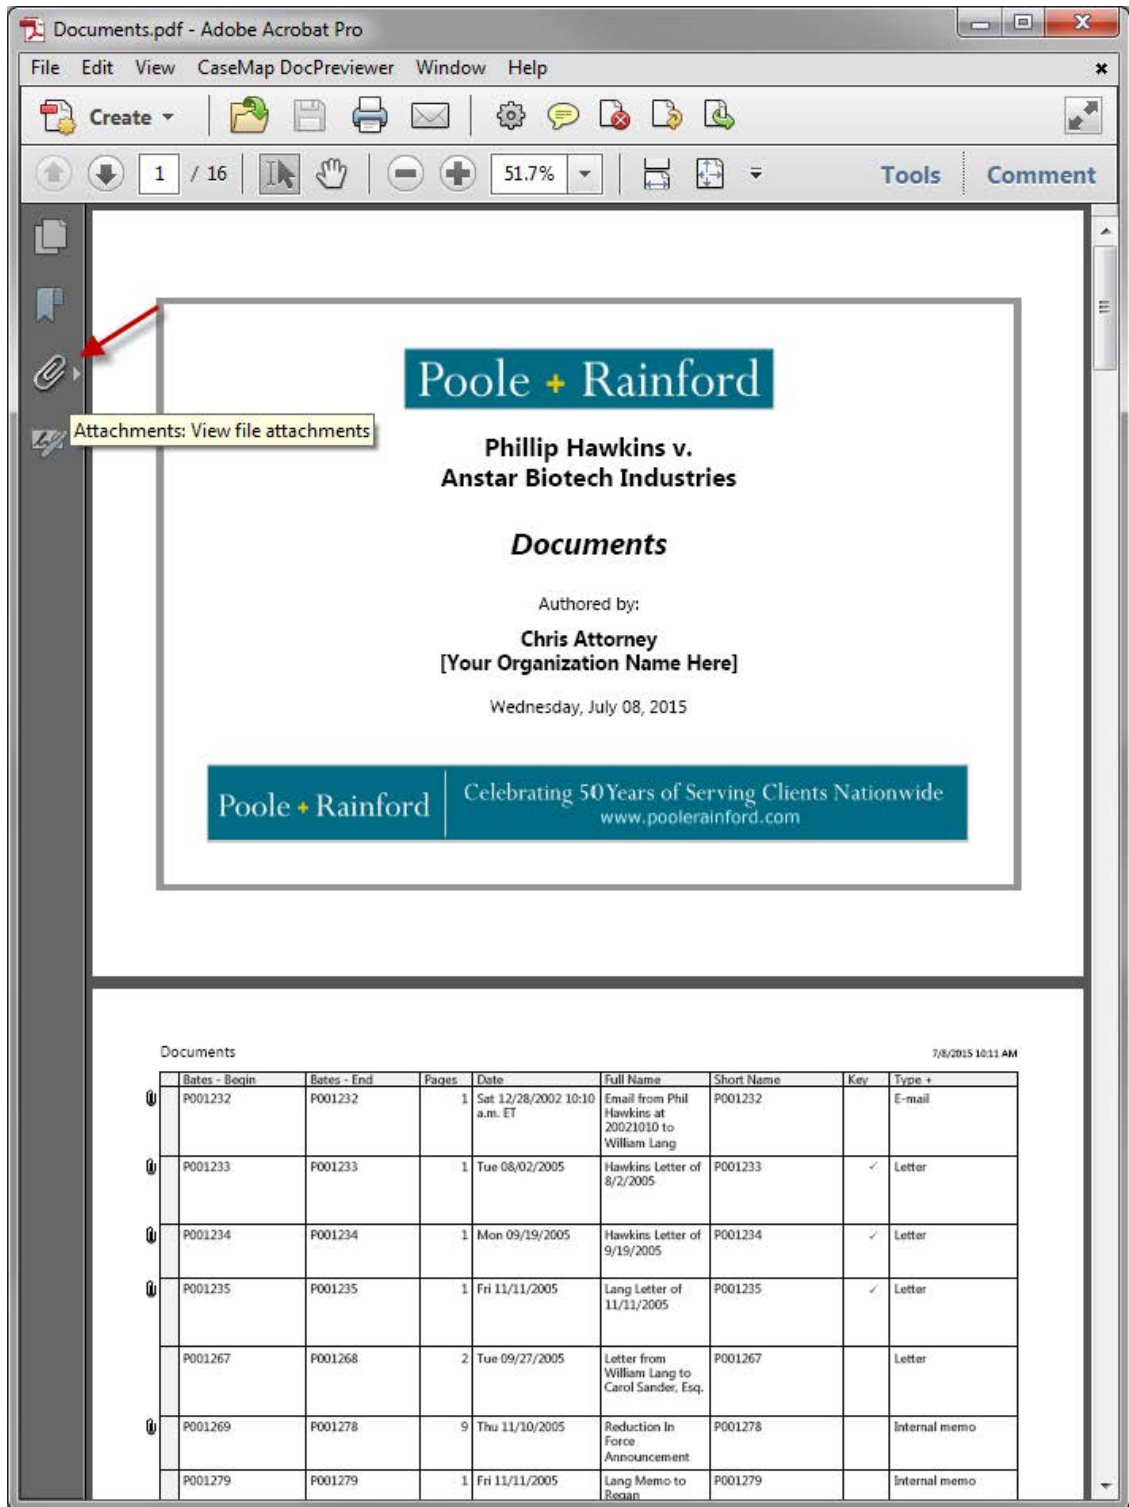 Documents.pdf - Adobe Acrobat Pro
File Edit View CaseMap DocPreviewer Window Help
Create
1 / 16 51.7% Tools Comment
Attachments: View file attachments
Poole + Rainford
Phillip Hawkins v.
Anstar Biotech Industries
Documents
Authored by:
Chris Attorney
[Your Organization Name Here]
Wednesday, July 08, 2015
Poole + Rainford
Celebrating 50 Years of Serving Clients Nationwide
www.poolerainford.com
Documents 7/8/2015 10:11 AM
Bates - Begin Bates - End Pages Date Full Name Short Name Key Type +
P001232 P001232 1 Sat 12/28/2002 10:10 Email from Phil P001232 E-mail
a.m. ET Hawkins at
20021010 to
William Lang
P001233 P001233 1 Tue 08/02/2005 Hawkins Letter of P001233 ✓ Letter
8/2/2005
P001234 P001234 1 Mon 09/19/2005 Hawkins Letter of P001234 ✓ Letter
9/19/2005
P001235 P001235 1 Fri 11/11/2005 Lang Letter of P001235 ✓ Letter
11/11/2005
P001267 P001268 2 Tue 09/27/2005 Letter from P001267 Letter
William Lang to
Carol Sander, Esq.
P001269 P001278 9 Thu 11/10/2005 Reduction In P001278 Internal memo
Force
Announcement
P001279 P001279 1 Fri 11/11/2005 Lang Memo to P001279 Internal memo
Regan